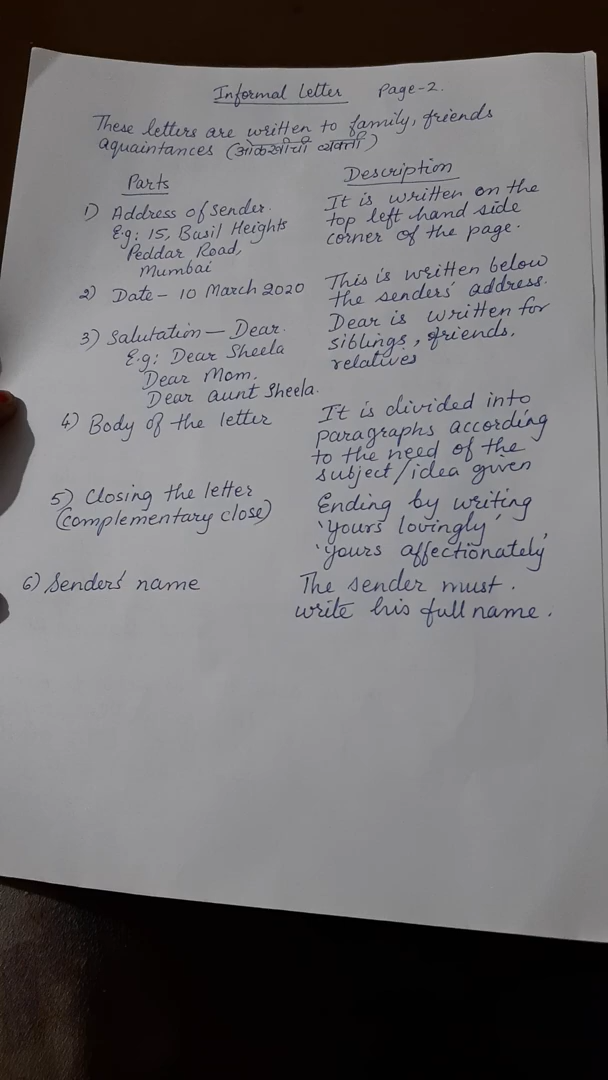 Informal Letter Page-2.
These letters are written to family, friends
aquaintances (ओळखीची व्यक्ती)
Parts
Description
1) Address of sender.
E.g: 15, Basil Heights
Peddar Road,
Mumbai
It is written on the
top left hand side
corner of the page.
2) Date - 10 March 2020
This is written below
the senders' address.
3) Salutation - Dear.
E.g: Dear Sheela
Dear Mom.
Dear aunt Sheela.
Dear is written for
siblings, friends,
relatives
4) Body of the letter
It is divided into
paragraphs according
to the need of the
subject/idea given
5) Closing the letter
(complementary close)
Ending by writing
'yours lovingly',
'yours affectionately'
6) Senders' name
The sender must.
write his full name.